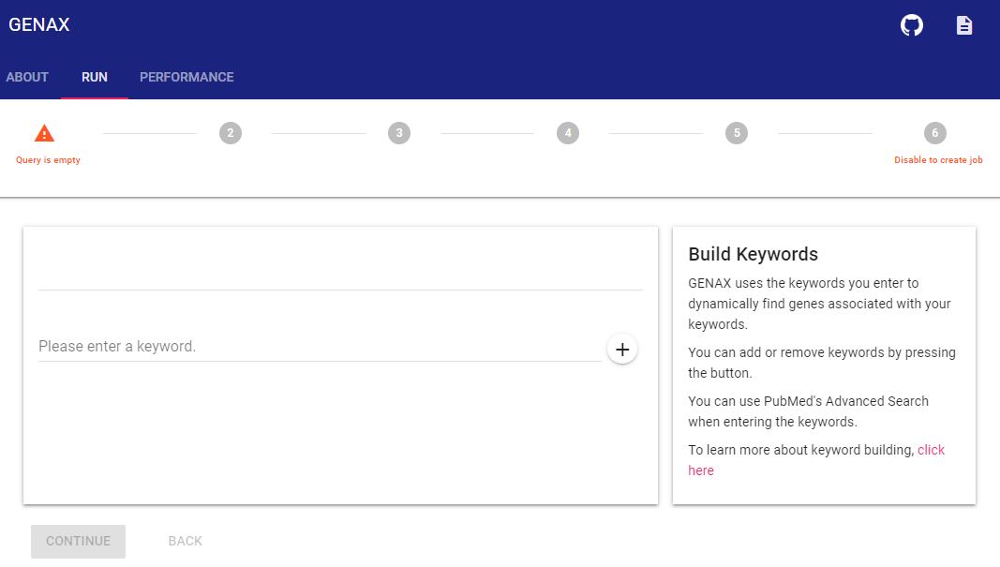 GENAX
ABOUT RUN PERFORMANCE
2 3 4 5 6
Query is empty Disable to create job
Please enter a keyword.
Build Keywords
GENAX uses the keywords you enter to
dynamically find genes associated with your
keywords.
You can add or remove keywords by pressing
the button.
You can use PubMed's Advanced Search
when entering the keywords.
To learn more about keyword building, click
here
CONTINUE BACK